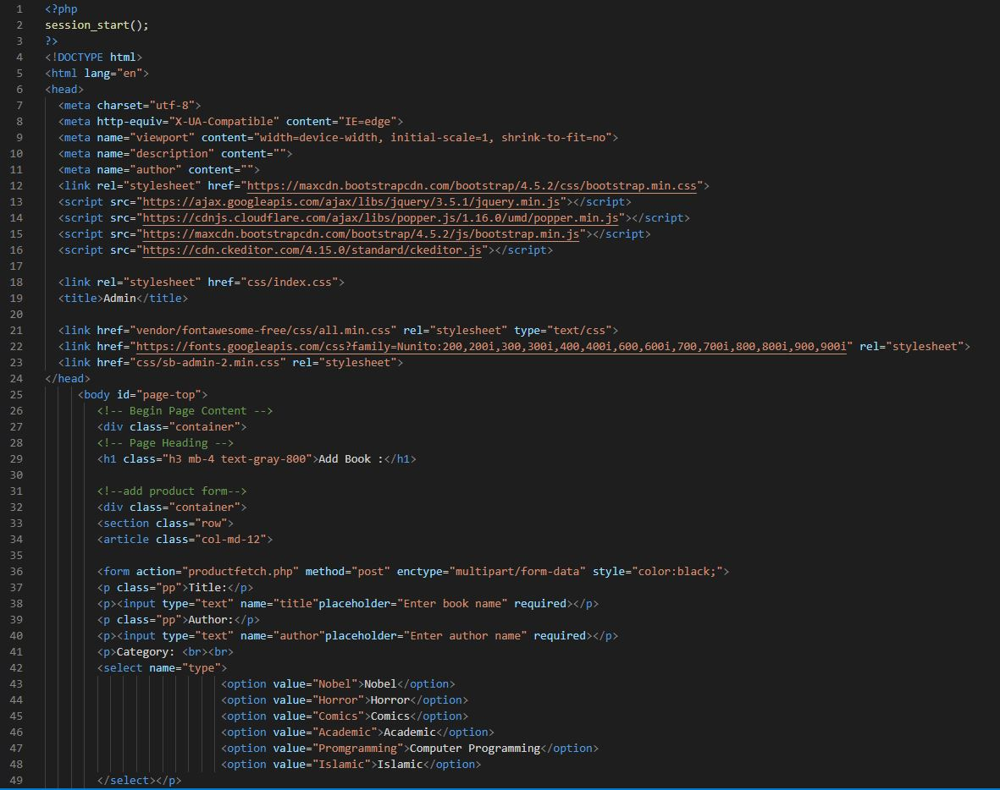 1 <?php
2 session_start();
3 ?>
4 <!DOCTYPE html>
5 <html lang="en">
6 <head>
7 <meta charset="utf-8">
8 <meta http-equiv="X-UA-Compatible" content="IE=edge">
9 <meta name="viewport" content="width=device-width, initial-scale=1, shrink-to-fit=no">
10 <meta name="description" content="">
11 <meta name="author" content="">
12 <link rel="stylesheet" href="https://maxcdn.bootstrapcdn.com/bootstrap/4.5.2/css/bootstrap.min.css">
13 <script src="https://ajax.googleapis.com/ajax/libs/jquery/3.5.1/jquery.min.js"></script>
14 <script src="https://cdnjs.cloudflare.com/ajax/libs/popper.js/1.16.0/umd/popper.min.js"></script>
15 <script src="https://maxcdn.bootstrapcdn.com/bootstrap/4.5.2/js/bootstrap.min.js"></script>
16 <script src="https://cdn.ckeditor.com/4.15.0/standard/ckeditor.js"></script>
17
18 <link rel="stylesheet" href="css/index.css">
19 <title>Admin</title>
20
21 <link href="vendor/fontawesome-free/css/all.min.css" rel="stylesheet" type="text/css">
22 <link href="https://fonts.googleapis.com/css?family=Nunito:200,200i,300,300i,400,400i,600,600i,700,700i,800,800i,900,900i" rel="stylesheet">
23 <link href="css/sb-admin-2.min.css" rel="stylesheet">
24 </head>
25 <body id="page-top">
26 <!-- Begin Page Content -->
27 <div class="container">
28 <!-- Page Heading -->
29 <h1 class="h3 mb-4 text-gray-800">Add Book :</h1>
30
31 <!--add product form-->
32 <div class="container">
33 <section class="row">
34 <article class="col-md-12">
35
36 <form action="productfetch.php" method="post" enctype="multipart/form-data" style="color:black;">
37 <p class="pp">Title:</p>
38 <p><input type="text" name="title"placeholder="Enter book name" required></p>
39 <p class="pp">Author:</p>
40 <p><input type="text" name="author"placeholder="Enter author name" required></p>
41 <p>Category: <br><br>
42 <select name="type">
43 <option value="Nobel">Nobel</option>
44 <option value="Horror">Horror</option>
45 <option value="Comics">Comics</option>
46 <option value="Academic">Academic</option>
47 <option value="Promgramming">Computer Programming</option>
48 <option value="Islamic">Islamic</option>
49 </select></p>